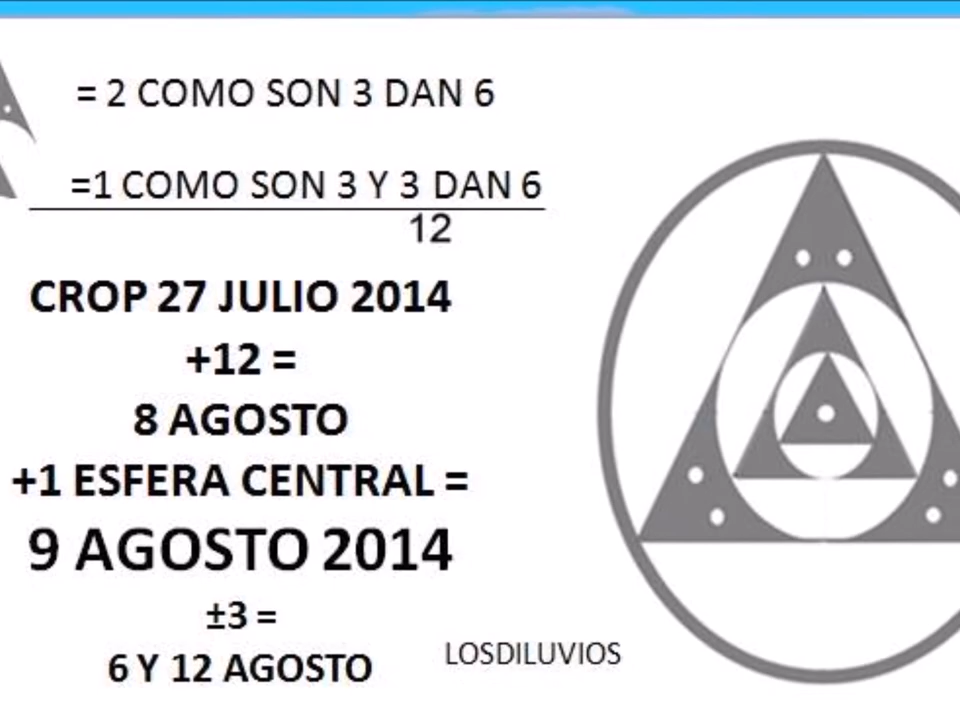 = 2 COMO SON 3 DAN 6
=1 COMO SON 3 Y 3 DAN 6
12
CROP 27 JULIO 2014
+12 =
8 AGOSTO
+1 ESFERA CENTRAL =
9 AGOSTO 2014
±3 =
6 Y 12 AGOSTO
LOSDILUVIOS